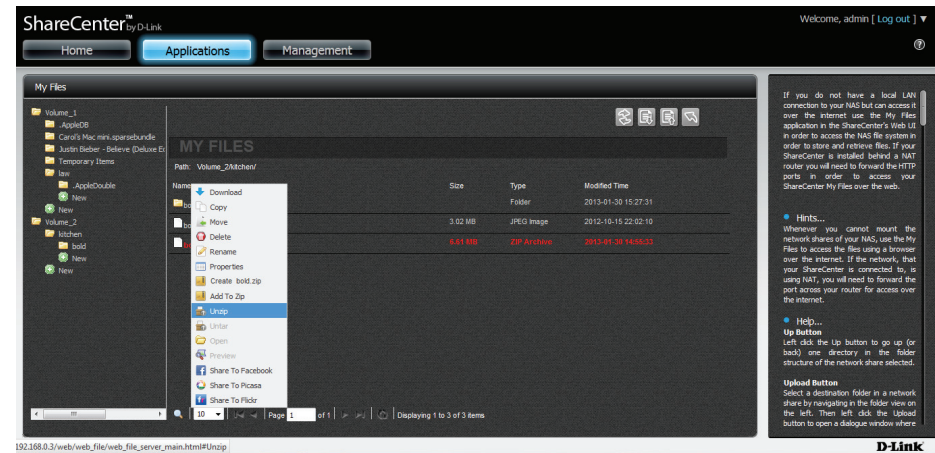 ShareCenter™ by D-Link
Welcome, admin [ Log out ] ▼
Home
Applications
Management
My Files
Volume_1
.AppleDB
Carol's Mac mini.sparsebundle
Justin Bieber - Believe (Deluxe E
Temporary Items
law
.AppleDouble
New
New
Volume_2
kitchen
bold
New
New
MY FILES
Path: Volume_2/kitchen/
Name
Size
Type
Modified Time
bo
Folder
2013-01-30 15:27:31
bo
3.02 MB
JPEG Image
2012-10-15 22:02:10
6.61 MB
ZIP Archive
2013-01-30 14:56:33
Download
Copy
Move
Delete
Rename
Properties
Create bold.zip
Add To Zip
Unzip
Untar
Open
Preview
Share To Facebook
Share To Picasa
Share To Flickr
10
Page 1 of 1
Displaying 1 to 3 of 3 items
If you do not have a local LAN
connection to your NAS but can access it
over the internet use the My Files
application in the ShareCenter's Web UI
in order to access the NAS file system in
order to store and retrieve files. If your
ShareCenter is installed behind a NAT
router you will need to forward the HTTP
ports in order to access your
ShareCenter My Files over the web.
Hints...
Whenever you cannot mount the
network shares of your NAS, use the My
Files to access the files using a browser
over the internet. If the network, that
your ShareCenter is connected to, is
using NAT, you will need to forward the
port across your router for access over
the internet.
Help...
Up Button
Left click the Up button to go up (or
back) one directory in the folder
structure of the network share selected.
Upload Button
Select a destination folder in a network
share by navigating in the folder view on
the left. Then left click the Upload
button to open a dialogue window where
192.168.0.3/web/web_file/web_file_server_main.html#Unzip
D-Link